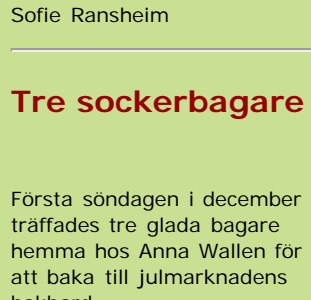 Sofie Ransheim
Tre sockerbagare
Första söndagen i december
träffades tre glada bagare
hemma hos Anna Wallen för
att baka till julmarknadens